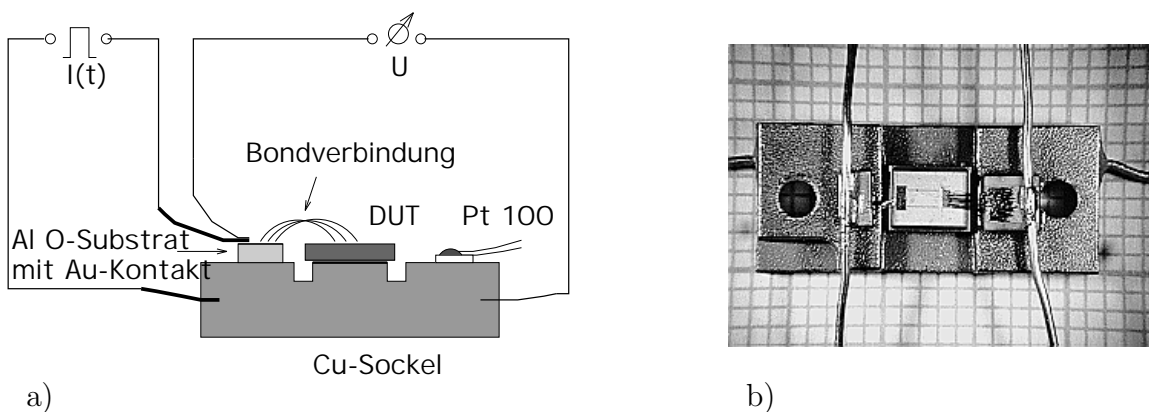 I(t)
U
Bondverbindung
DUT
Pt 100
Al O-Substrat
mit Au-Kontakt
Cu-Sockel
a)
b)